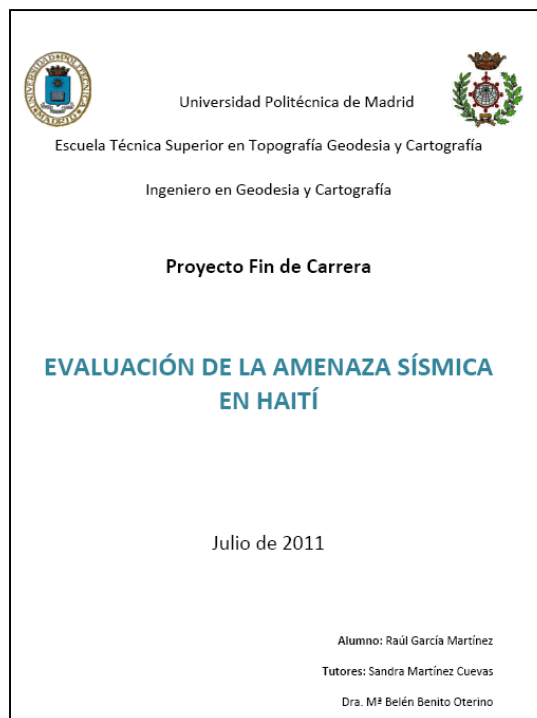 Universidad Politécnica de Madrid
Escuela Técnica Superior en Topografía Geodesia y Cartografía
Ingeniero en Geodesia y Cartografía
Proyecto Fin de Carrera
EVALUACIÓN DE LA AMENAZA SÍSMICA
EN HAITÍ
Julio de 2011
Alumno: Raúl García Martínez
Tutores: Sandra Martínez Cuevas
Dra. Mª Belén Benito Oterino